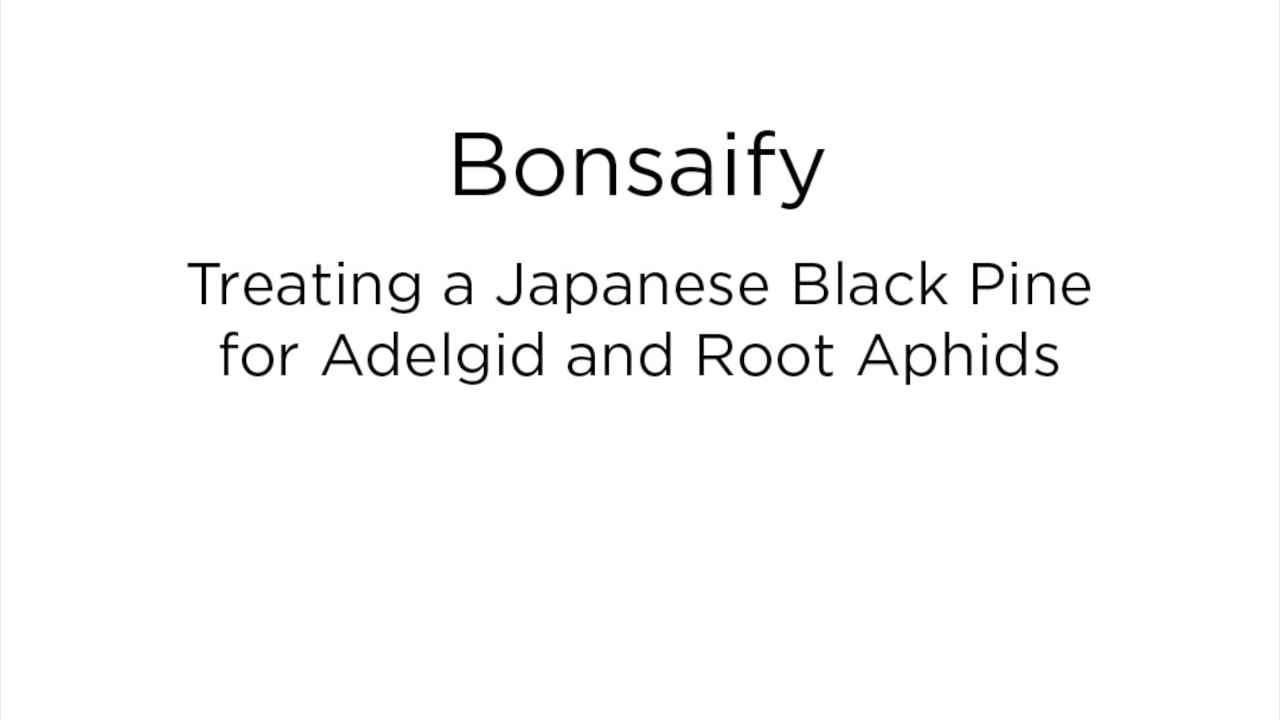 Bonsaify
Treating a Japanese Black Pine
for Adelgid and Root Aphids